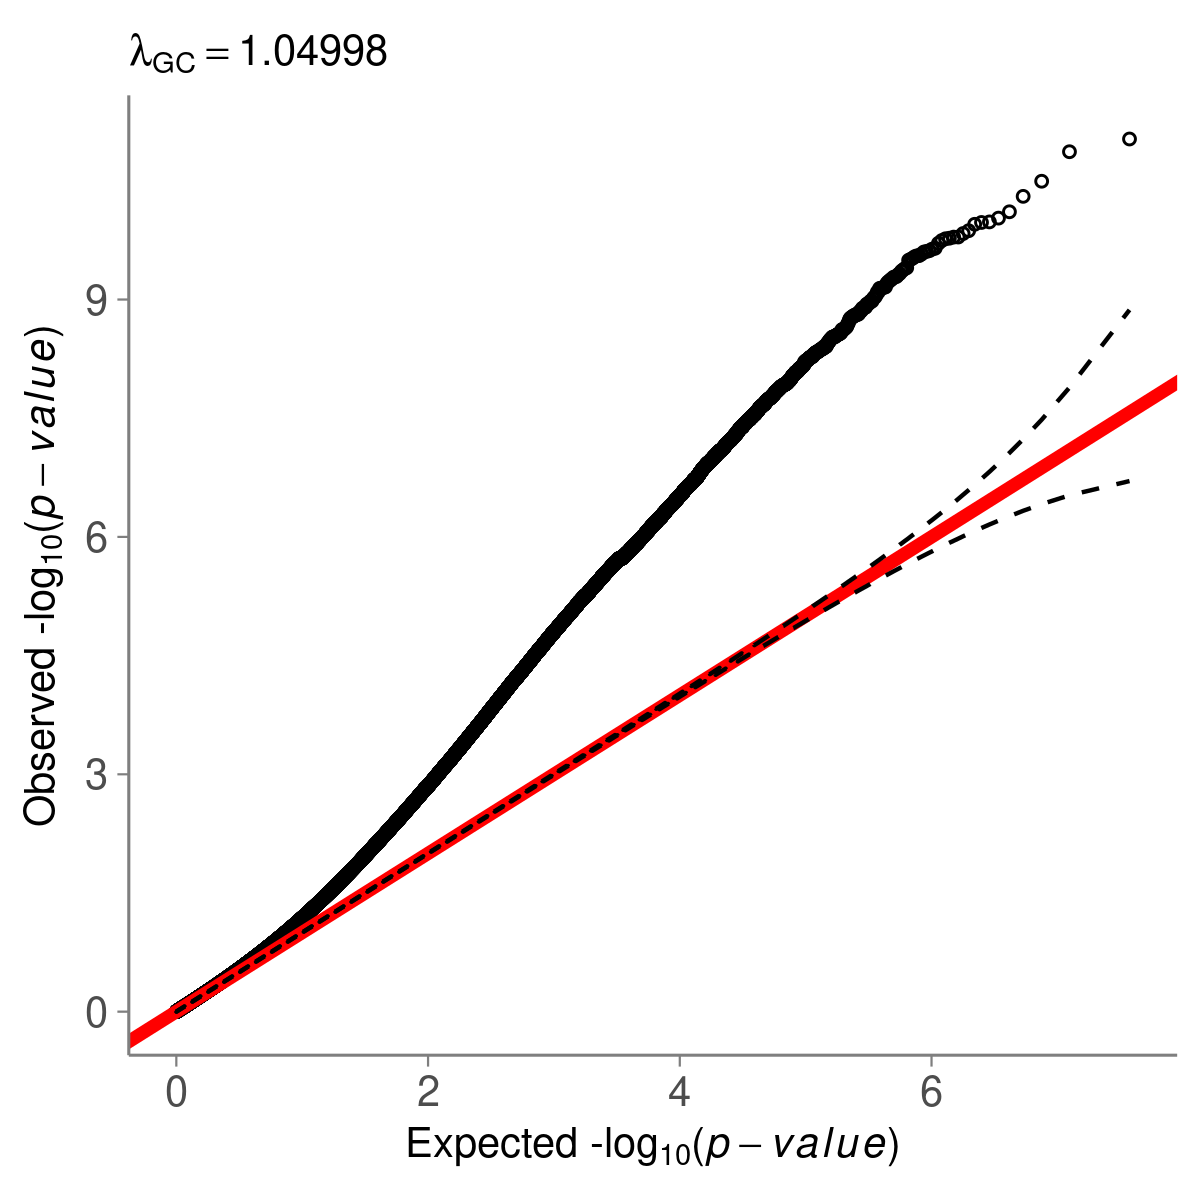 λGC = 1.04998
Observed -log10(p − value)
9
6
3
0
0 2 4 6
Expected -log10(p − value)